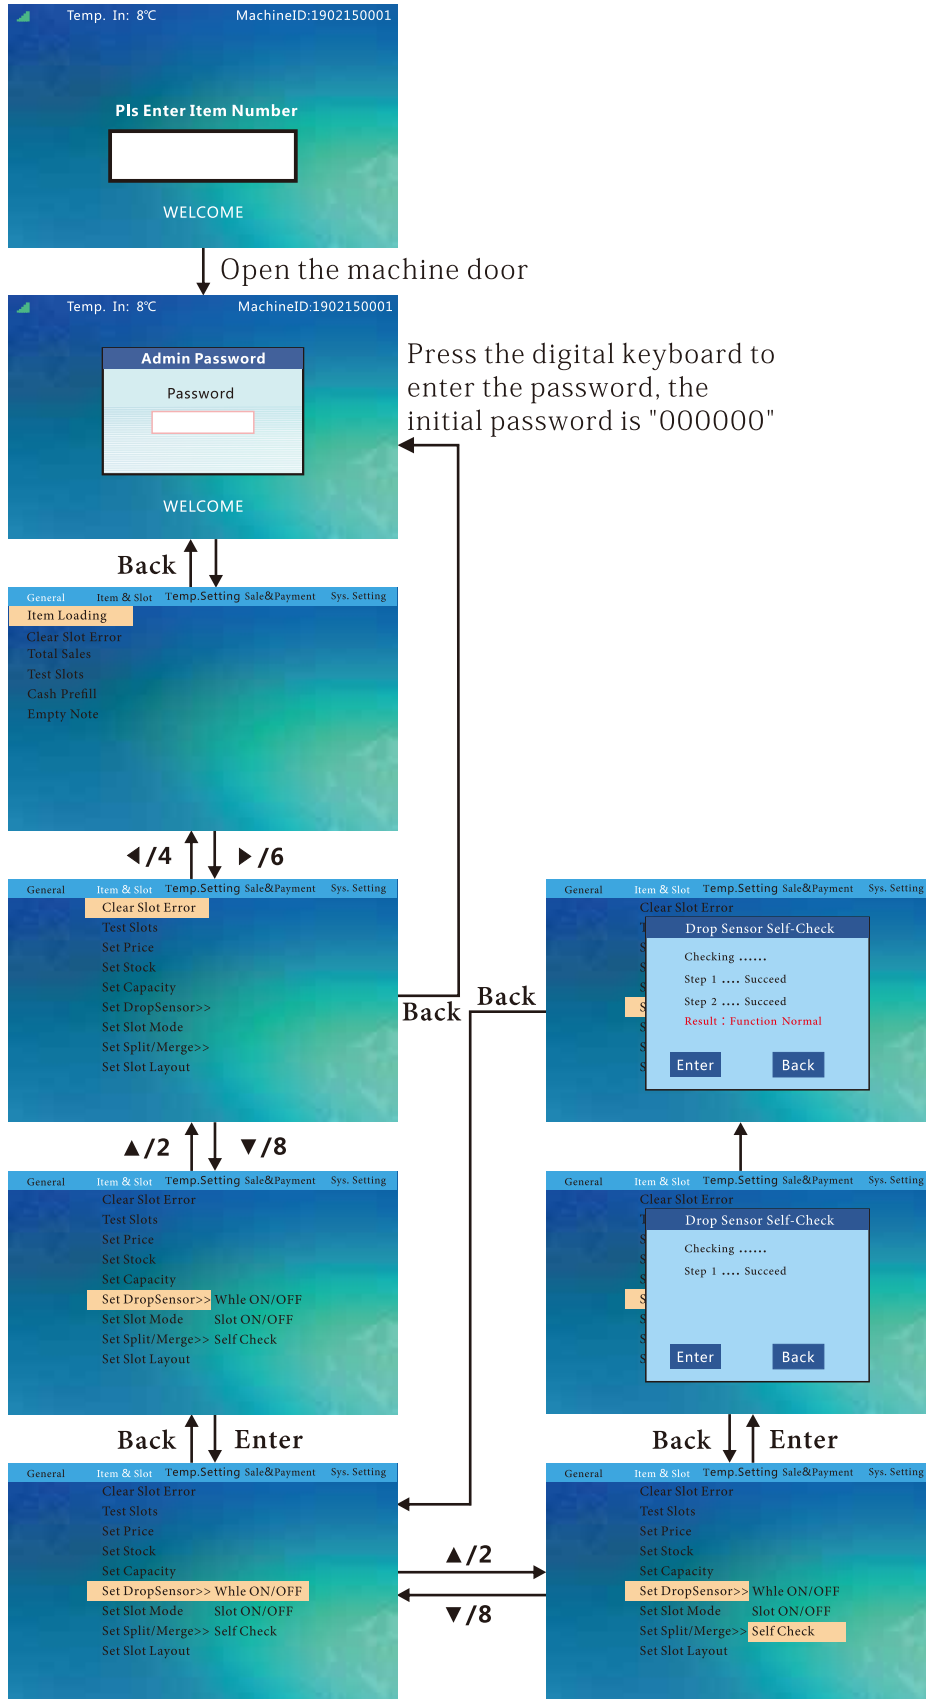 Temp. In: 8℃ MachineID:1902150001
Pls Enter Item Number
WELCOME
Open the machine door
Temp. In: 8℃ MachineID:1902150001
Admin Password
Password
WELCOME
Press the digital keyboard to
enter the password, the
initial password is "000000"
Back
General Item & Slot Temp.Setting Sale&Payment Sys. Setting
Item Loading
Clear Slot Error
Total Sales
Test Slots
Cash Prefill
Empty Note
◀/4 ▶/6
General Item & Slot Temp.Setting Sale&Payment Sys. Setting
Clear Slot Error
Test Slots
Set Price
Set Stock
Set Capacity
Set DropSensor>>
Set Slot Mode
Set Split/Merge>>
Set Slot Layout
Back
▲/2 ▼/8
General Item & Slot Temp.Setting Sale&Payment Sys. Setting
Clear Slot Error
Test Slots
Set Price
Set Stock
Set Capacity
Set DropSensor>> Whle ON/OFF
Set Slot Mode Slot ON/OFF
Set Split/Merge>> Self Check
Set Slot Layout
Back Enter
General Item & Slot Temp.Setting Sale&Payment Sys. Setting
Clear Slot Error
Test Slots
Set Price
Set Stock
Set Capacity
Set DropSensor>> Whle ON/OFF
Set Slot Mode Slot ON/OFF
Set Split/Merge>> Self Check
Set Slot Layout
▲/2
▼/8
General Item & Slot Temp.Setting Sale&Payment Sys. Setting
Clear Slot Error
Test Slots
Set Price
Set Stock
Set Capacity
Set DropSensor>> Whle ON/OFF
Set Slot Mode Slot ON/OFF
Set Split/Merge>> Self Check
Set Slot Layout
Back Enter
General Item & Slot Temp.Setting Sale&Payment Sys. Setting
Clear Slot Error
Drop Sensor Self-Check
Checking ......
Step 1 .... Succeed
Enter Back
General Item & Slot Temp.Setting Sale&Payment Sys. Setting
Clear Slot Error
Drop Sensor Self-Check
Checking ......
Step 1 .... Succeed
Step 2 .... Succeed
Result : Function Normal
Enter Back
Back